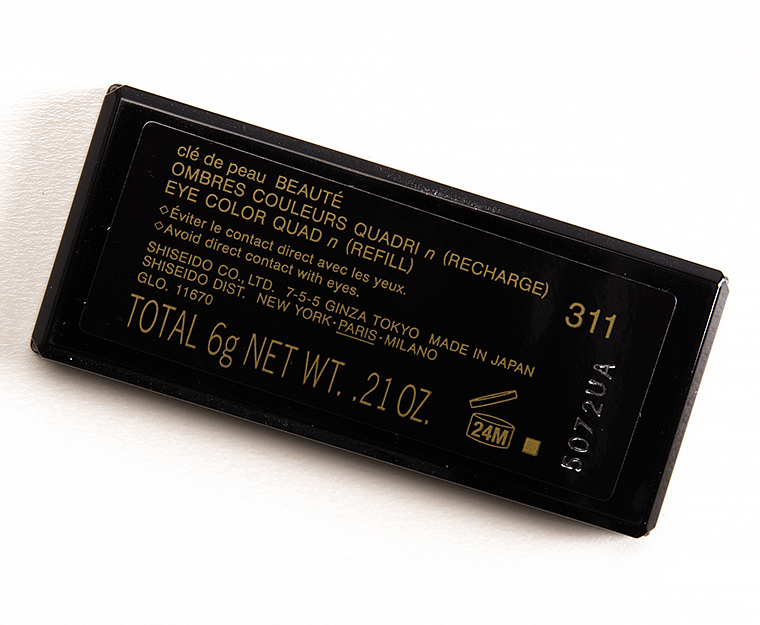 clé de peau BEAUTÉ
OMBRES COULEURS QUADRI n (RECHARGE)
EYE COLOR QUAD n (REFILL)
311
◇Éviter le contact direct avec les yeux.
◇Avoid direct contact with eyes.
SHISEIDO CO., LTD. 7-5-5 GINZA TOKYO MADE IN JAPAN
SHISEIDO DIST. NEW YORK·PARIS·MILANO
GLO. 11670
TOTAL 6g NET WT. .21 OZ.
24M
5072UA